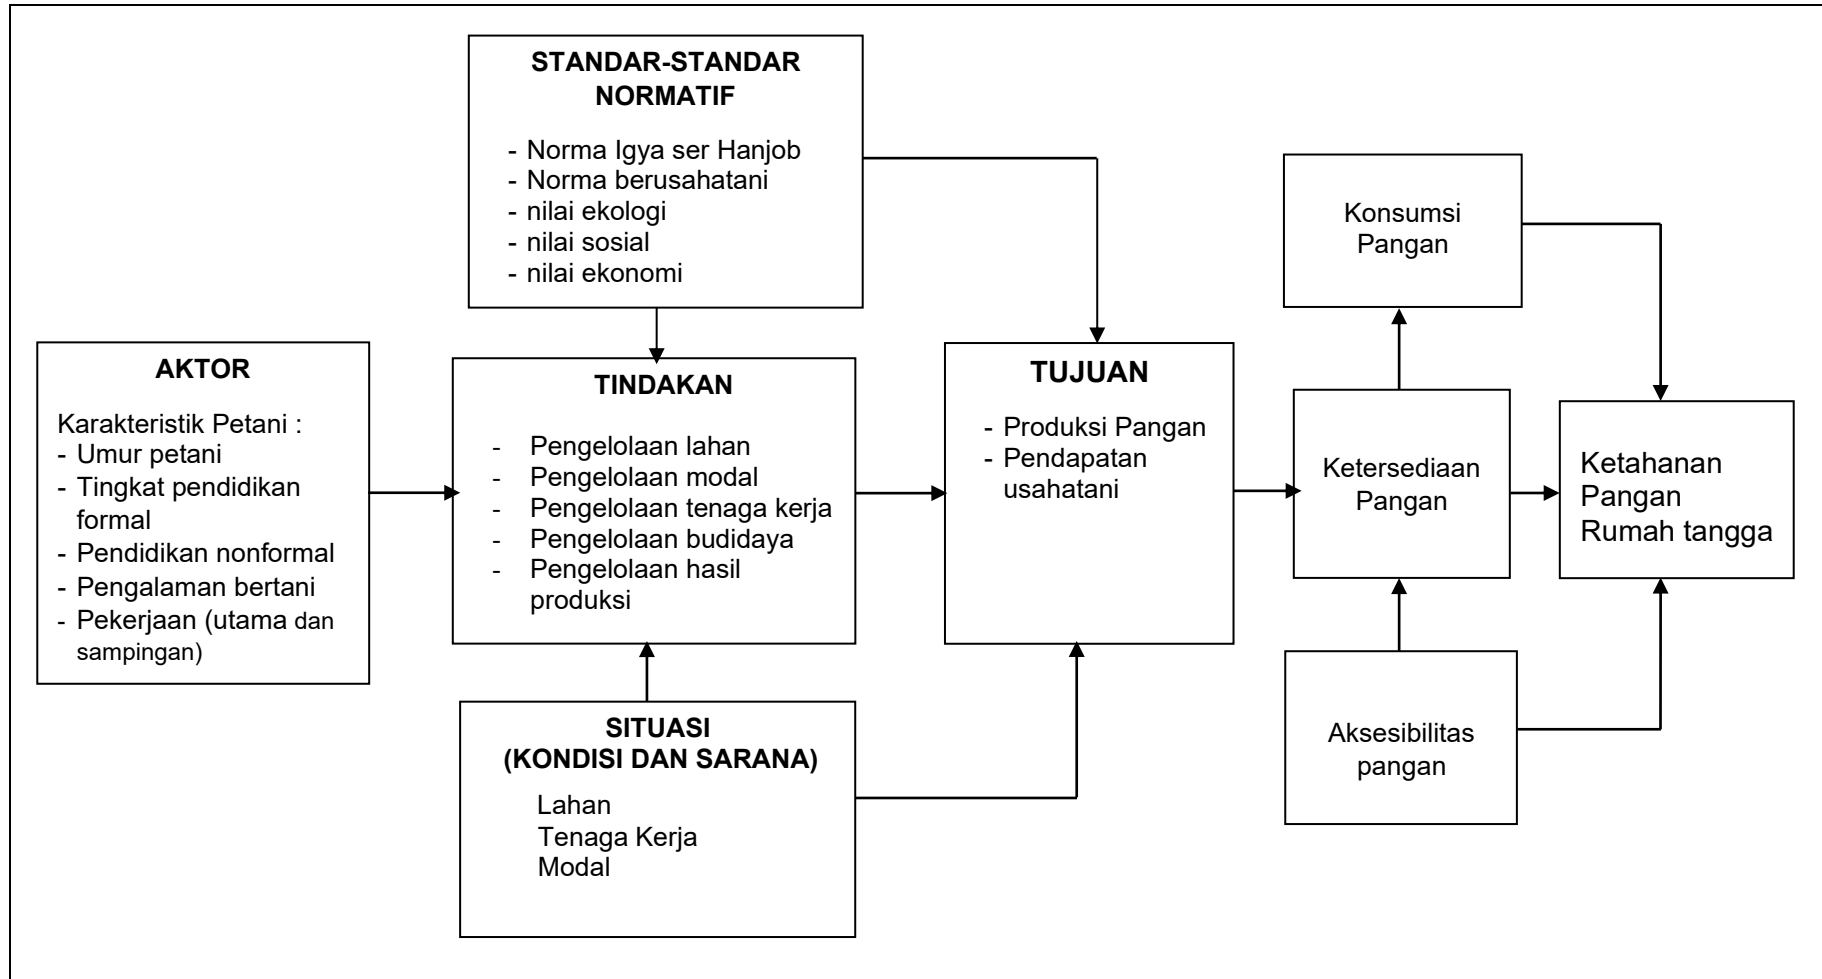 STANDAR-STANDAR
NORMATIF
- Norma Igya ser Hanjob
- Norma berusahatani
- nilai ekologi
- nilai sosial
- nilai ekonomi
AKTOR
Karakteristik Petani :
- Umur petani
- Tingkat pendidikan
formal
- Pendidikan nonformal
- Pengalaman bertani
- Pekerjaan (utama dan
sampingan)
TINDAKAN
- Pengelolaan lahan
- Pengelolaan modal
- Pengelolaan tenaga kerja
- Pengelolaan budidaya
- Pengelolaan hasil
produksi
SITUASI
(KONDISI DAN SARANA)
Lahan
Tenaga Kerja
Modal
TUJUAN
- Produksi Pangan
- Pendapatan
usahatani
Konsumsi
Pangan
Ketersediaan
Pangan
Aksesibilitas
pangan
Ketahanan
Pangan
Rumah tangga